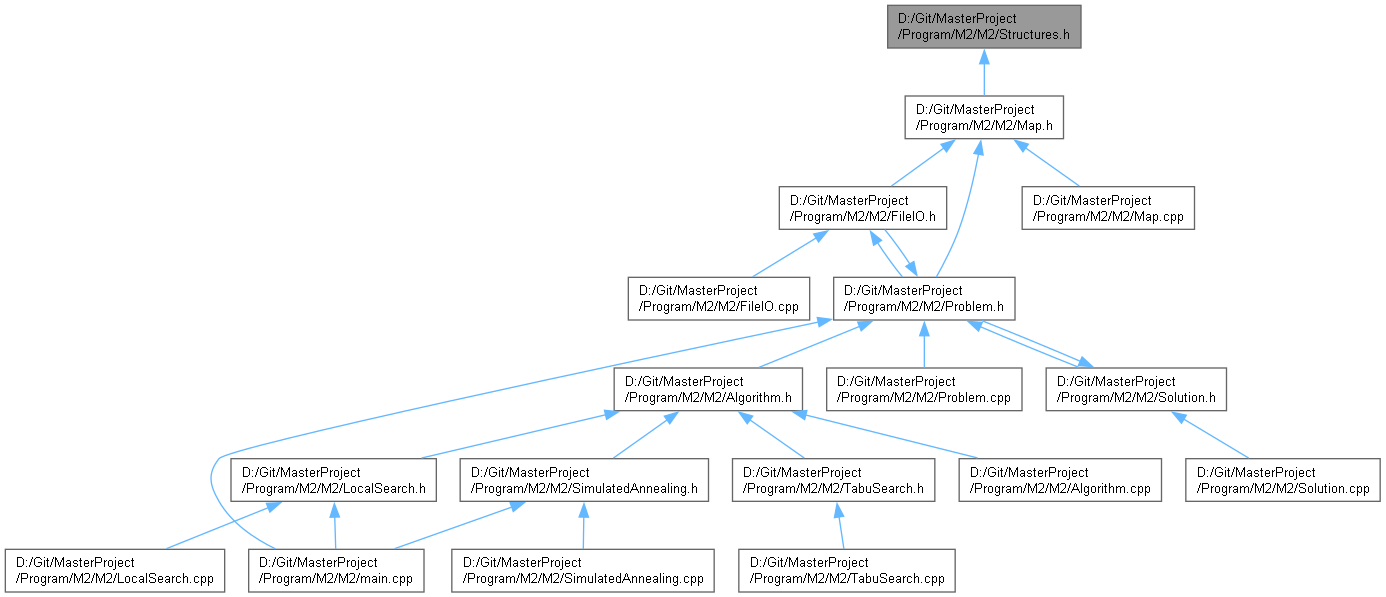 D:/Git/MasterProject
/Program/M2/M2/Structures.h
D:/Git/MasterProject
/Program/M2/M2/Map.h
D:/Git/MasterProject
/Program/M2/M2/FileIO.h
D:/Git/MasterProject
/Program/M2/M2/Map.cpp
D:/Git/MasterProject
/Program/M2/M2/FileIO.cpp
D:/Git/MasterProject
/Program/M2/M2/Problem.h
D:/Git/MasterProject
/Program/M2/M2/Algorithm.h
D:/Git/MasterProject
/Program/M2/M2/Problem.cpp
D:/Git/MasterProject
/Program/M2/M2/Solution.h
D:/Git/MasterProject
/Program/M2/M2/LocalSearch.h
D:/Git/MasterProject
/Program/M2/M2/SimulatedAnnealing.h
D:/Git/MasterProject
/Program/M2/M2/TabuSearch.h
D:/Git/MasterProject
/Program/M2/M2/Algorithm.cpp
D:/Git/MasterProject
/Program/M2/M2/Solution.cpp
D:/Git/MasterProject
/Program/M2/M2/LocalSearch.cpp
D:/Git/MasterProject
/Program/M2/M2/main.cpp
D:/Git/MasterProject
/Program/M2/M2/SimulatedAnnealing.cpp
D:/Git/MasterProject
/Program/M2/M2/TabuSearch.cpp